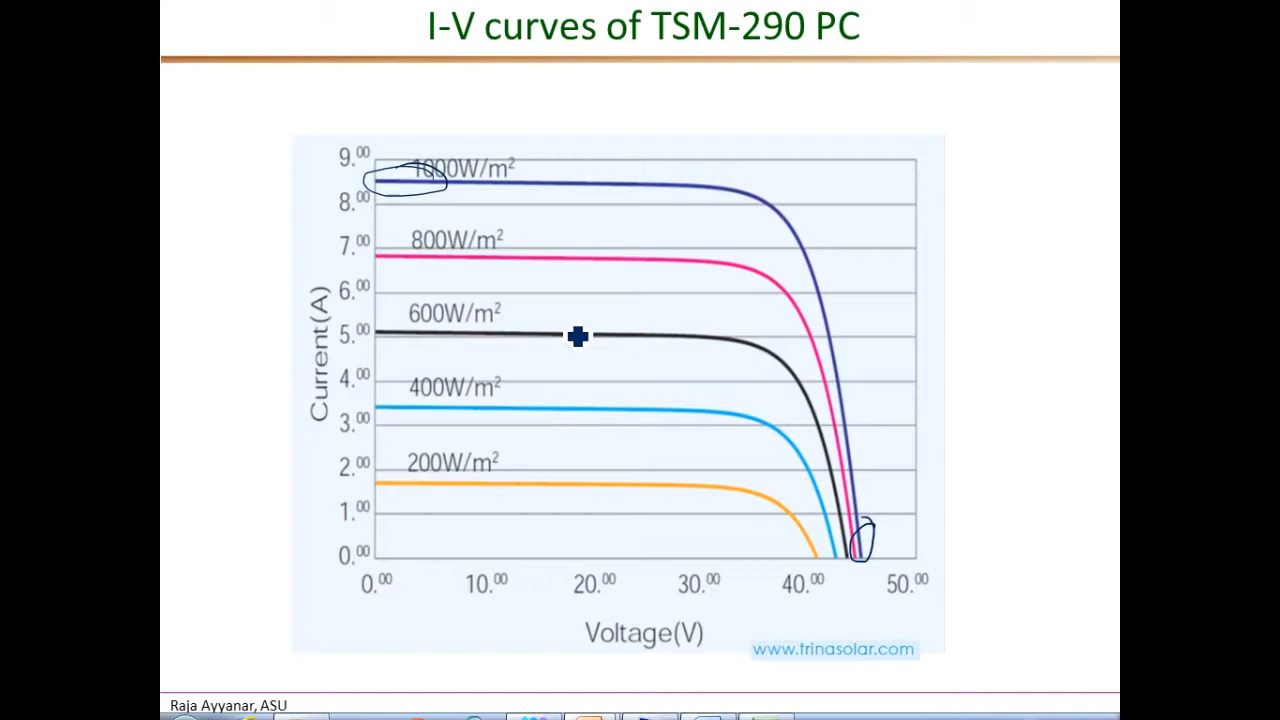 I-V curves of TSM-290 PC
9.00
1000W/m²
8.00
800W/m²
7.00
6.00
600W/m²
5.00
400W/m²
4.00
3.00
200W/m²
2.00
1.00
0.00
Current(A)
0.00 10.00 20.00 30.00 40.00 50.00
Voltage(V)
www.trinasolar.com
Raja Ayyanar, ASU